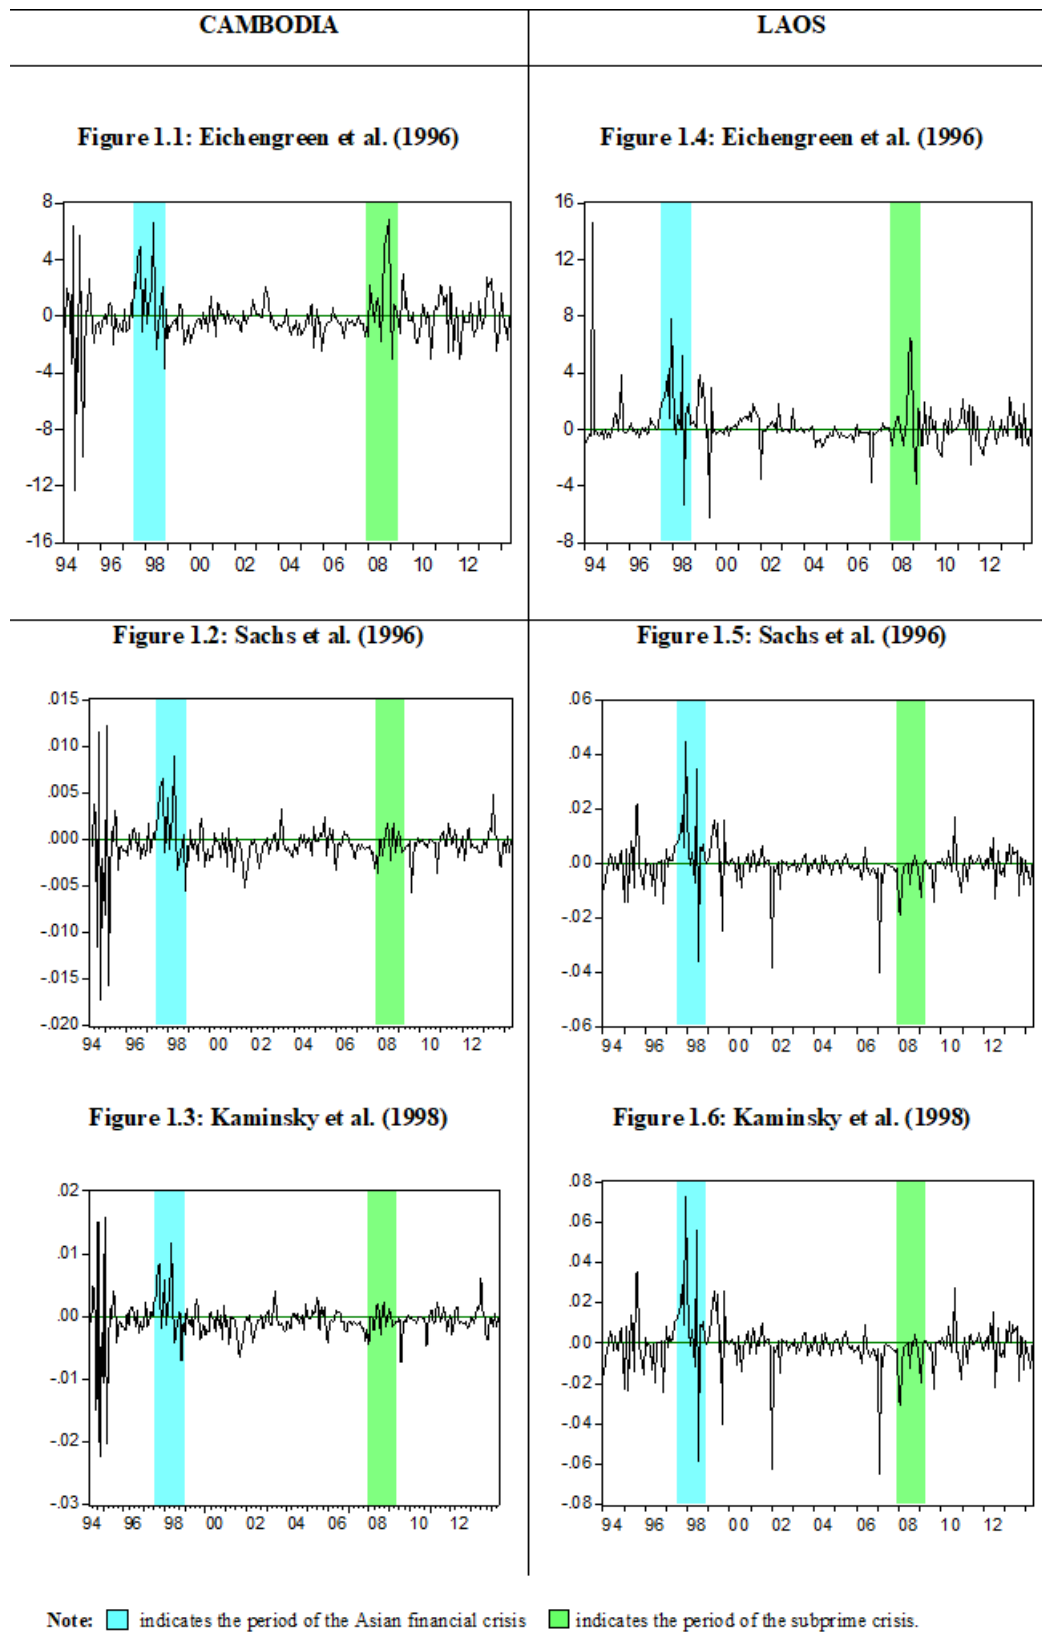 CAMBODIA
LAOS
Figure 1.1: Eichengreen et al. (1996)
8
4
0
-4
-8
-12
-16
94 96 98 00 02 04 06 08 10 12
Figure 1.4: Eichengreen et al. (1996)
16
12
8
4
0
-4
-8
94 96 98 00 02 04 06 08 10 12
Figure 1.2: Sachs et al. (1996)
.015
.010
.005
.000
-.005
-.010
-.015
-.020
94 96 98 00 02 04 06 08 10 12
Figure 1.5: Sachs et al. (1996)
.06
.04
.02
.00
-.02
-.04
-.06
94 96 98 00 02 04 06 08 10 12
Figure 1.3: Kaminsky et al. (1998)
.02
.01
.00
-.01
-.02
-.03
94 96 98 00 02 04 06 08 10 12
Figure 1.6: Kaminsky et al. (1998)
.08
.06
.04
.02
.00
-.02
-.04
-.06
-.08
94 96 98 00 02 04 06 08 10 12
Note: indicates the period of the Asian financial crisis indicates the period of the subprime crisis.